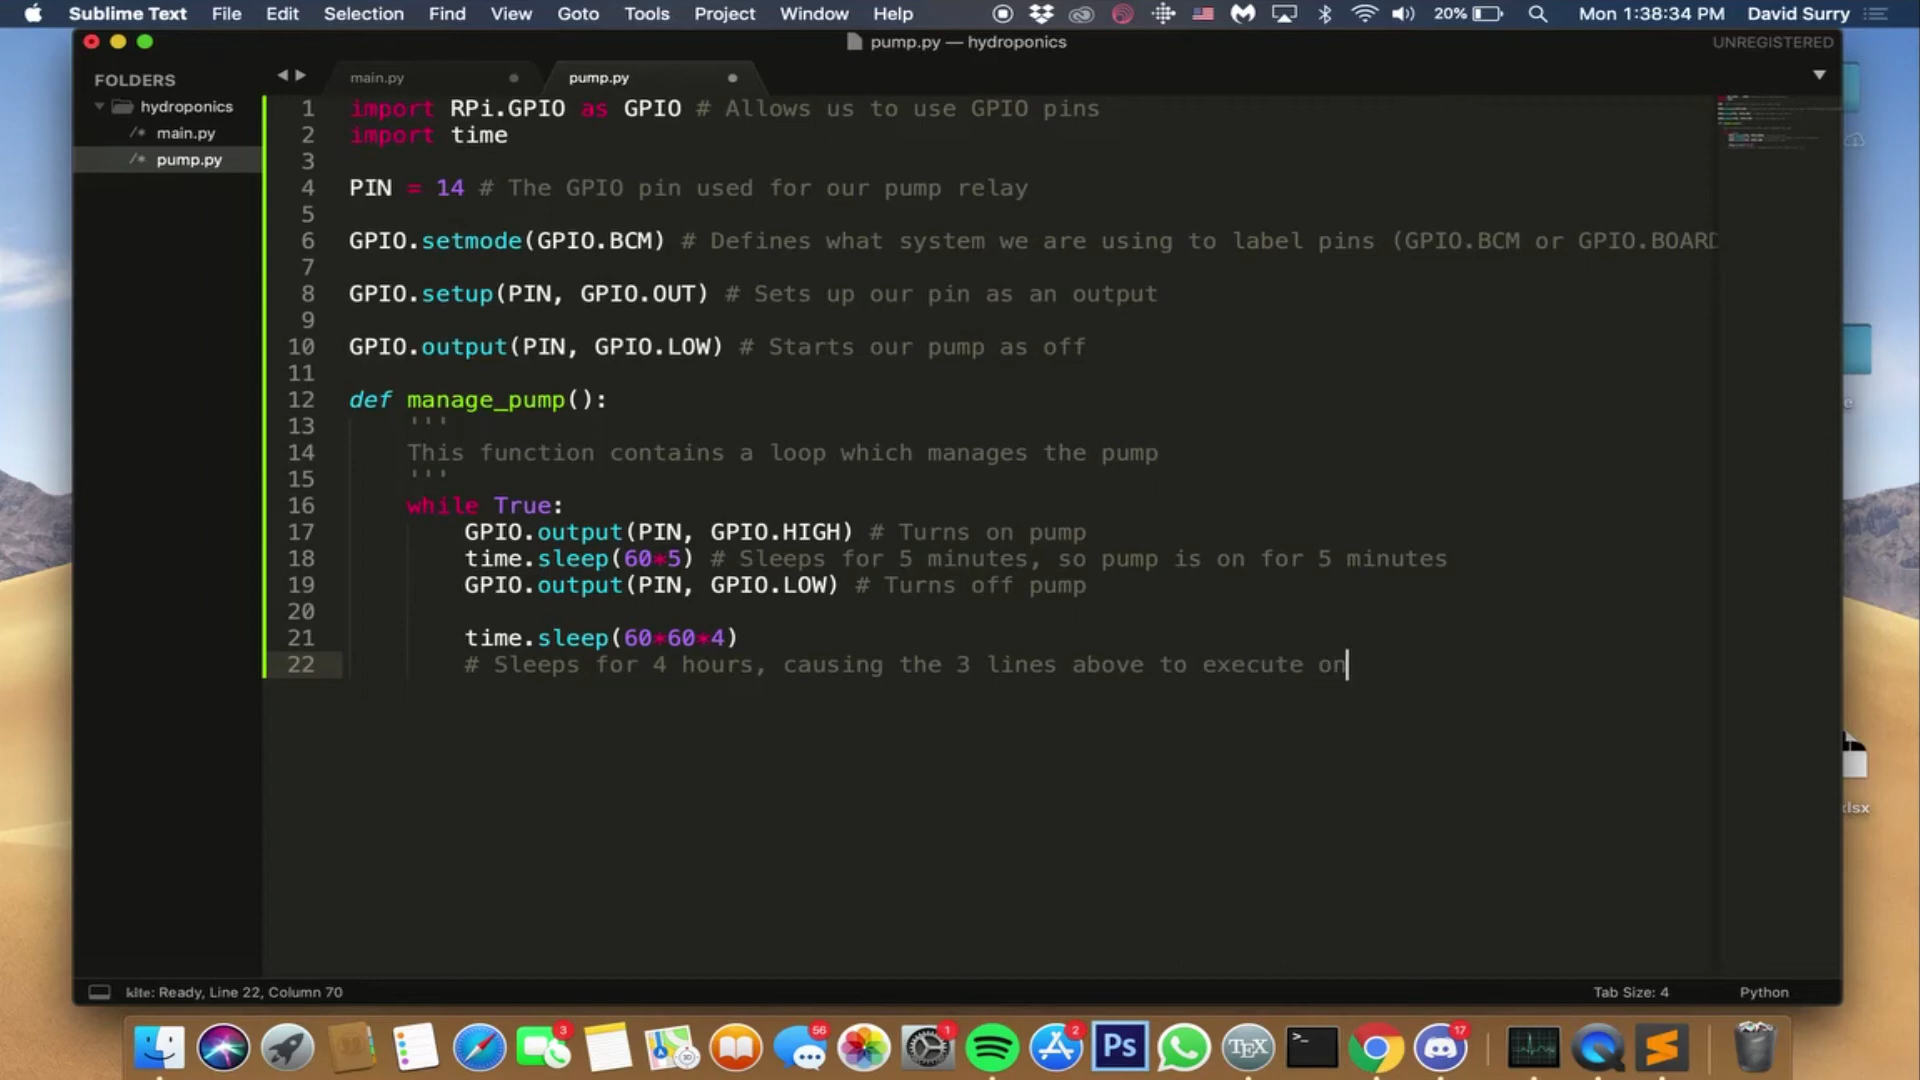 Sublime Text File Edit Selection Find View Goto Tools Project Window Help 20% Mon 1:38:34 PM David Surry
pump.py — hydroponics
UNREGISTERED
FOLDERS
hydroponics
/* main.py
/* pump.py
main.py
pump.py
1 import RPi.GPIO as GPIO # Allows us to use GPIO pins
2 import time
3
4 PIN = 14 # The GPIO pin used for our pump relay
5
6 GPIO.setmode(GPIO.BCM) # Defines what system we are using to label pins (GPIO.BCM or GPIO.BOARD
7
8 GPIO.setup(PIN, GPIO.OUT) # Sets up our pin as an output
9
10 GPIO.output(PIN, GPIO.LOW) # Starts our pump as off
11
12 def manage_pump():
13 '''
14 This function contains a loop which manages the pump
15 '''
16 while True:
17 GPIO.output(PIN, GPIO.HIGH) # Turns on pump
18 time.sleep(60*5) # Sleeps for 5 minutes, so pump is on for 5 minutes
19 GPIO.output(PIN, GPIO.LOW) # Turns off pump
20
21 time.sleep(60*60*4)
22 # Sleeps for 4 hours, causing the 3 lines above to execute on
xlsx
kite: Ready, Line 22, Column 70
Tab Size: 4
Python
3 56 1 2 Ps TEX >_ 17